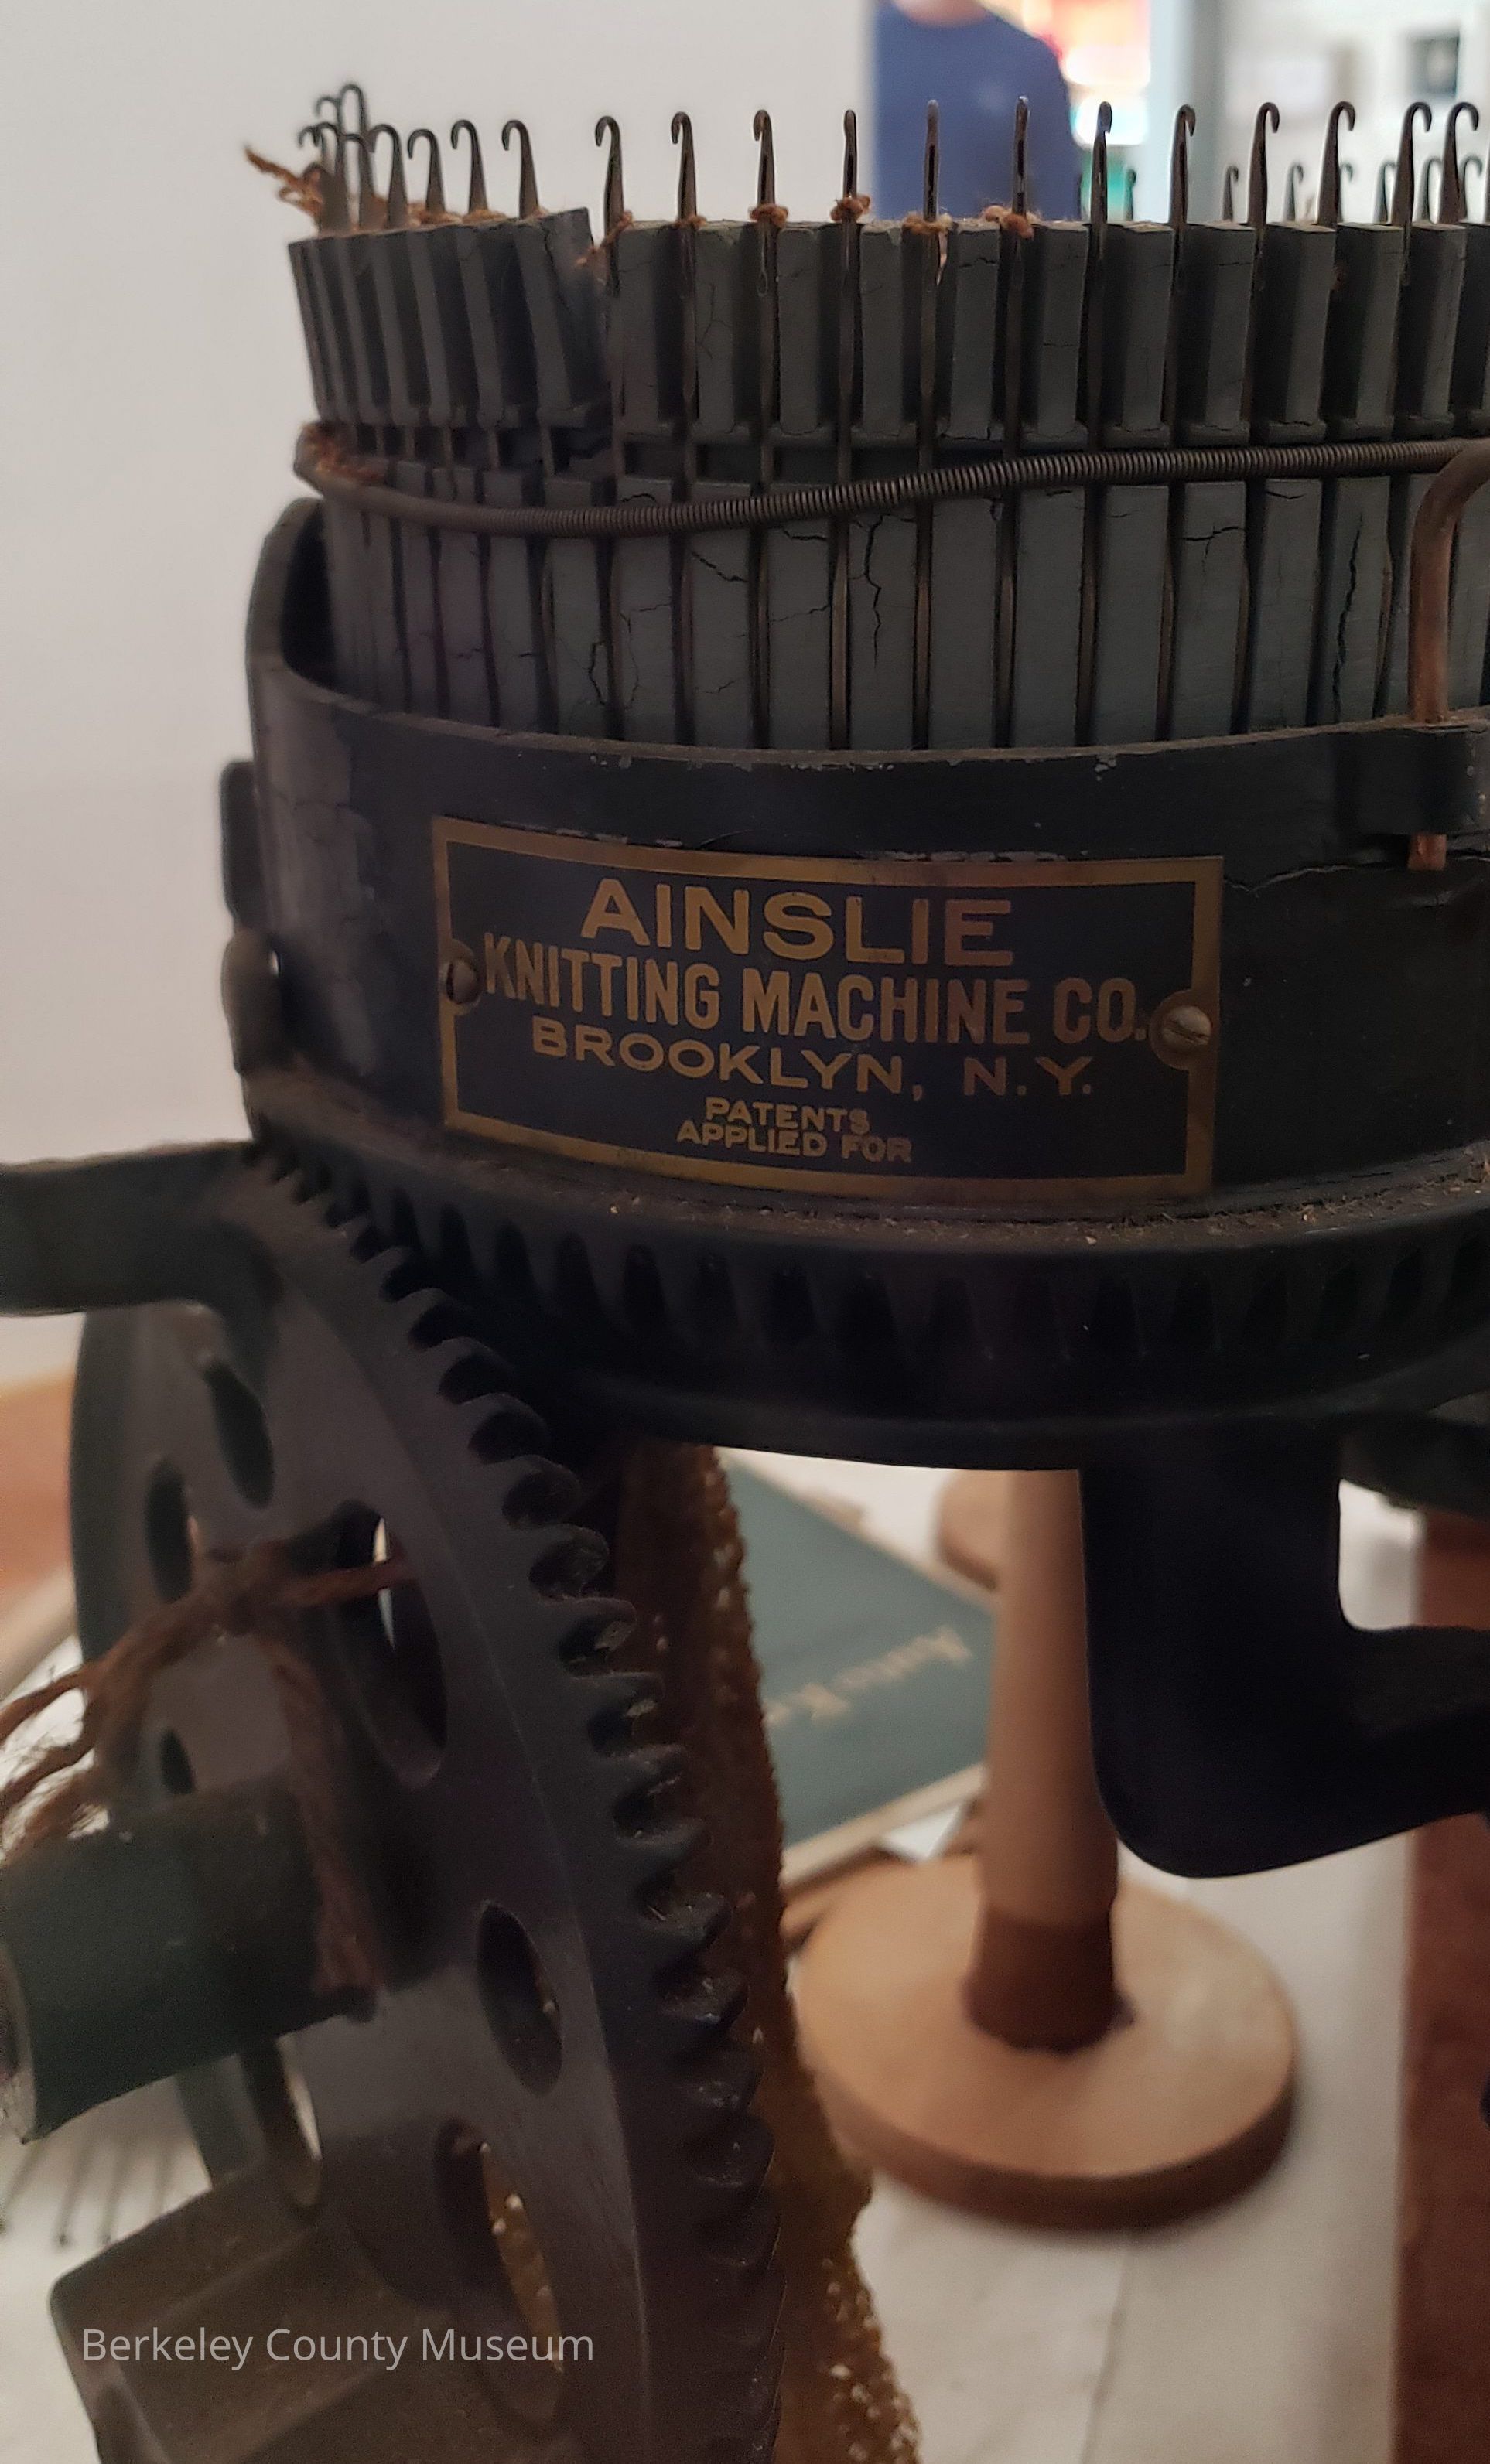 AINSLIE
KNITTING MACHINE CO.
BROOKLYN, N.Y.
PATENTS
APPLIED FOR
Berkeley County Museum